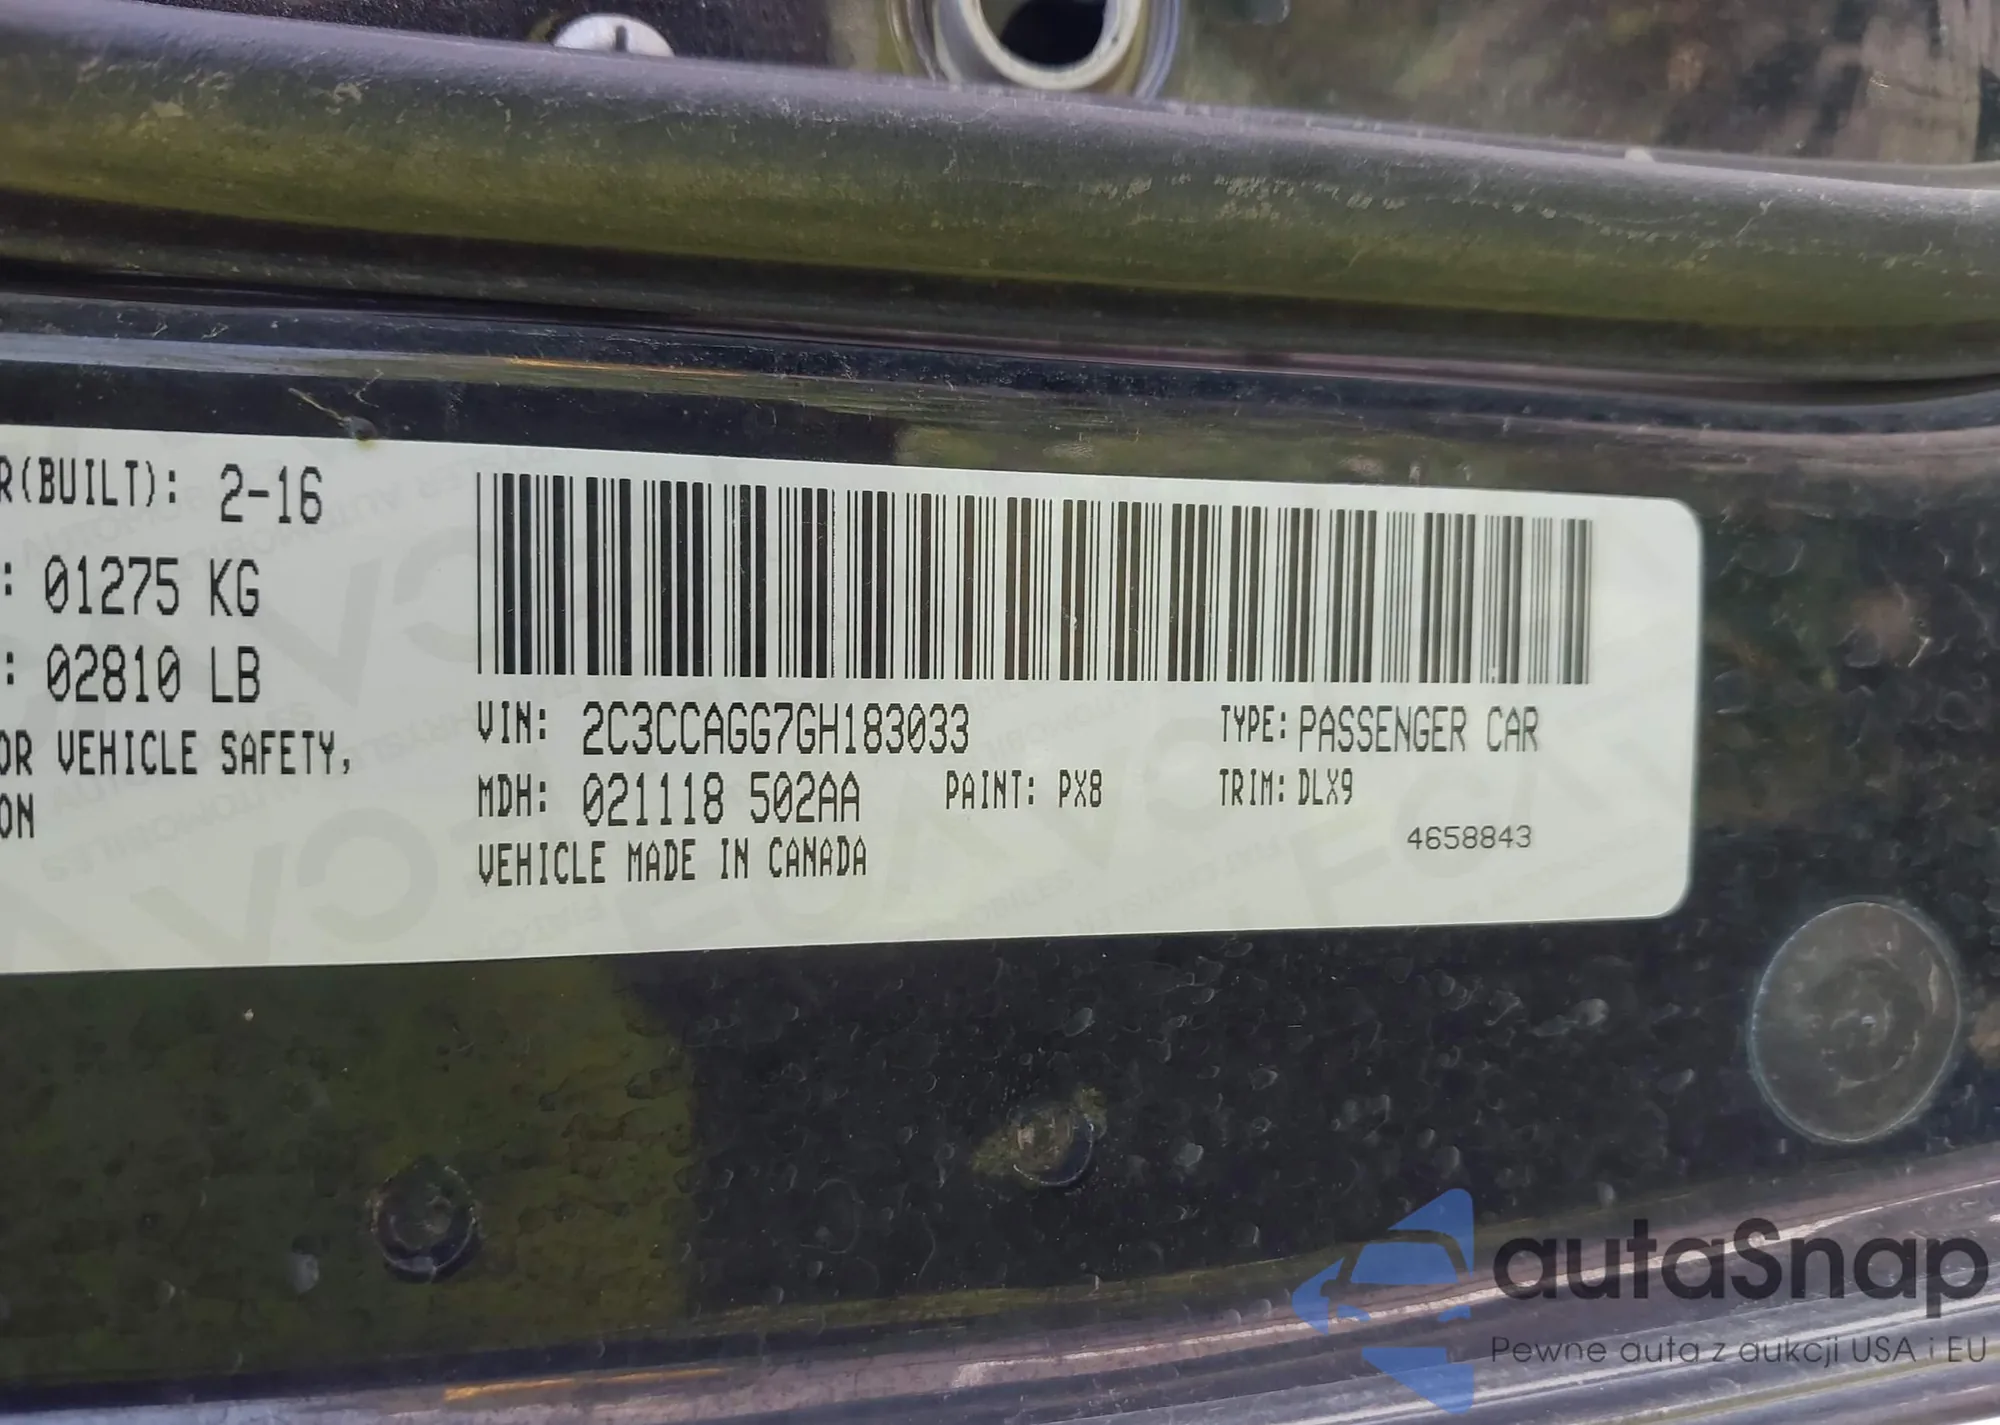 R(BUILT): 2-16
: 01275 KG
: 02810 LB
OR VEHICLE SAFETY,
ON
VIN: 2C3CCAGG7GH183033 TYPE: PASSENGER CAR
MDH: 021118 502AA PAINT: PX8 TRIM: DLX9
VEHICLE MADE IN CANADA 4658843
autaSnap
Pewne auta z aukcji USA i EU